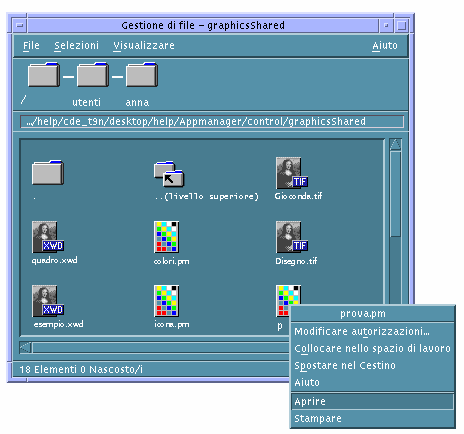 Gestione di file - graphicsShared
File Selezioni Visualizzare Aiuto
/ utenti anna
…/help/cde_t9n/desktop/help/Appmanager/control/graphicsShared
. ..(livello superiore) Gioconda.tif
TIF
quadro.xwd colori.pm Disegno.tif
XWD TIF
esempio.xwd icona.pm p
XWD
prova.pm
Modificare autorizzazioni...
Collocare nello spazio di lavoro
Spostare nel Cestino
Aiuto
Aprire
Stampare
18 Elementi 0 Nascosto/i